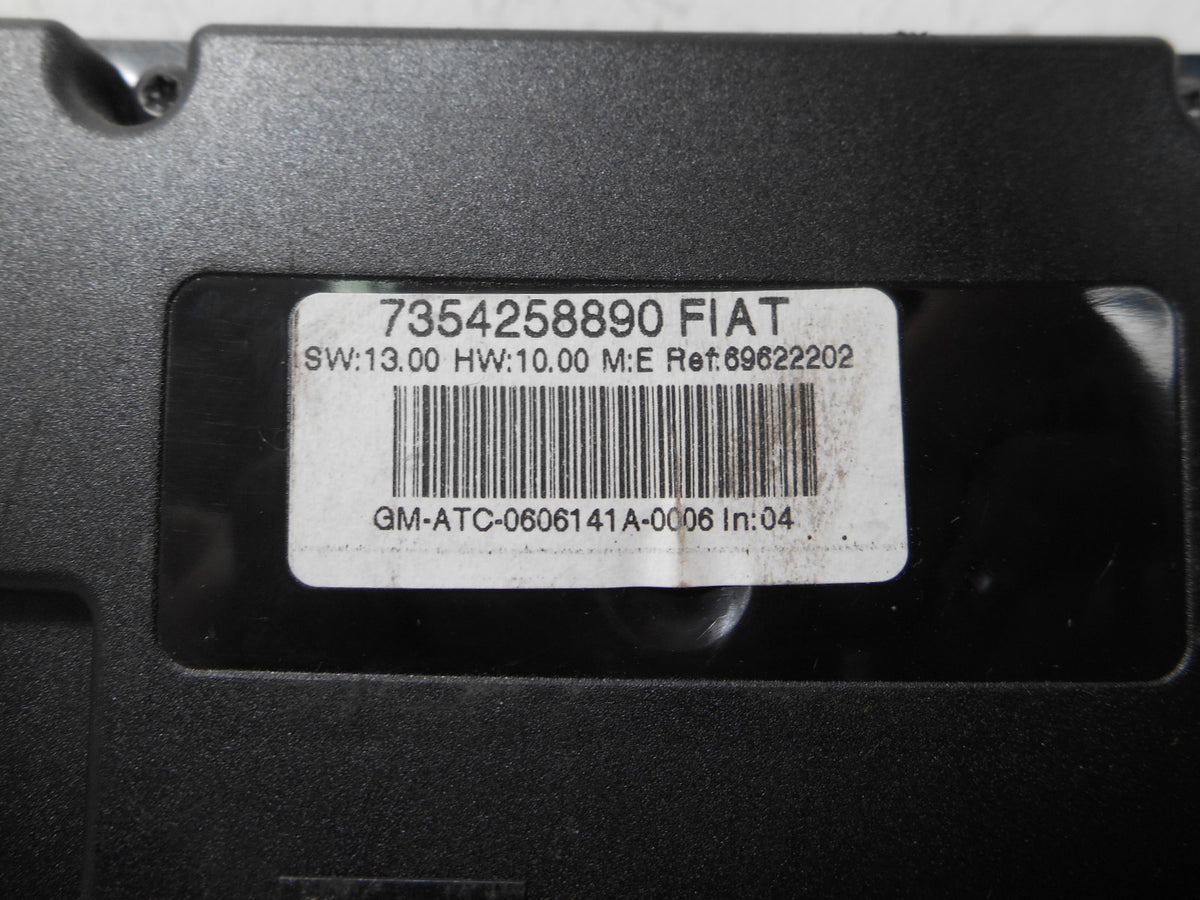 7354258890 FIAT
SW:13.00 HW:10.00 M:E Ref:69622202
GM-ATC-0606141A-0006 In:04